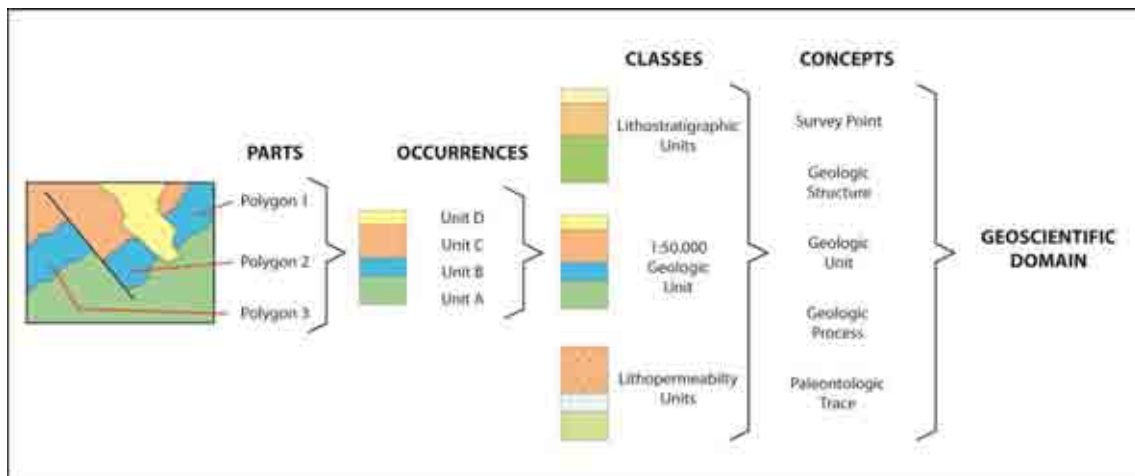 PARTS
Polygon 1
Polygon 2
Polygon 3
OCCURRENCES
Unit D
Unit C
Unit B
Unit A
CLASSES
Lithostratigraphic
Units
1:50.000
Geologic
Unit
Lithopermeabilty
Units
CONCEPTS
Survey Point
Geologic
Structure
Geologic
Unit
Geologic
Process
Paleontologic
Trace
GEOSCIENTIFIC
DOMAIN